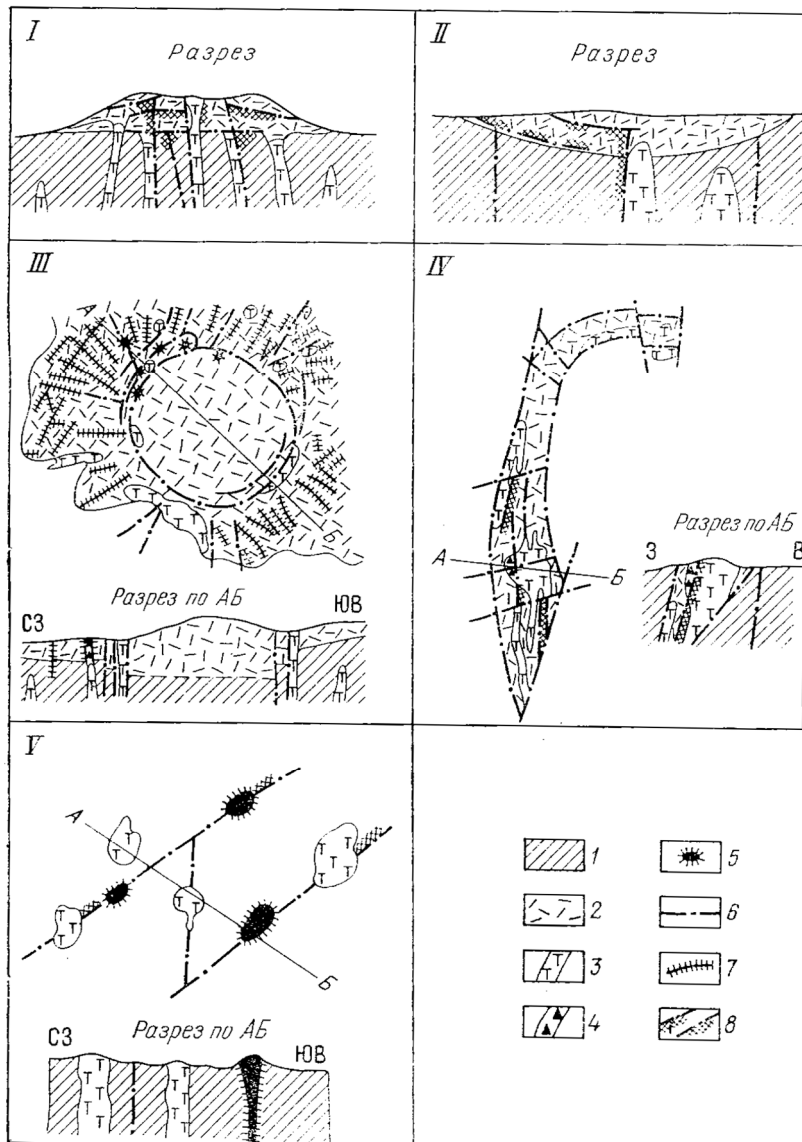 I
Разрез
II
Разрез
III
А
Б
Разрез по АБ
СЗ
ЮВ
IV
А
Б
Разрез по АБ
З
В
V
А
Б
Разрез по АБ
СЗ
ЮВ
1
2
3
4
5
6
7
8